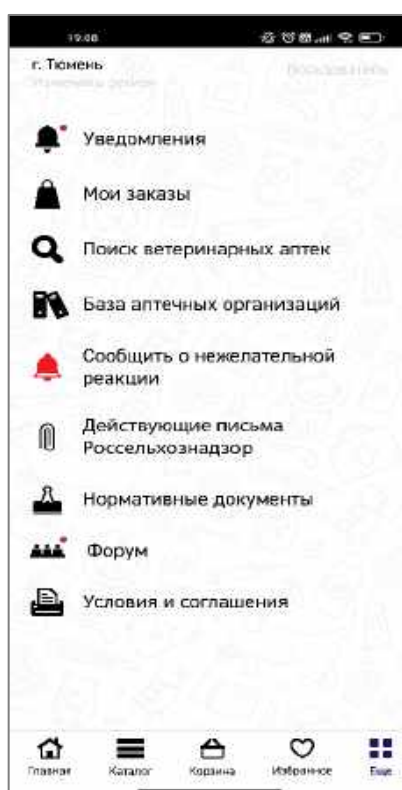 19:08
г. Тюмень
Уведомления
Мои заказы
Поиск ветеринарных аптек
База аптечных организаций
Сообщить о нежелательной
реакции
Действующие письма
Россельхознадзор
Нормативные документы
Форум
Условия и соглашения
Главная Каталог Корзина Избранное Еще